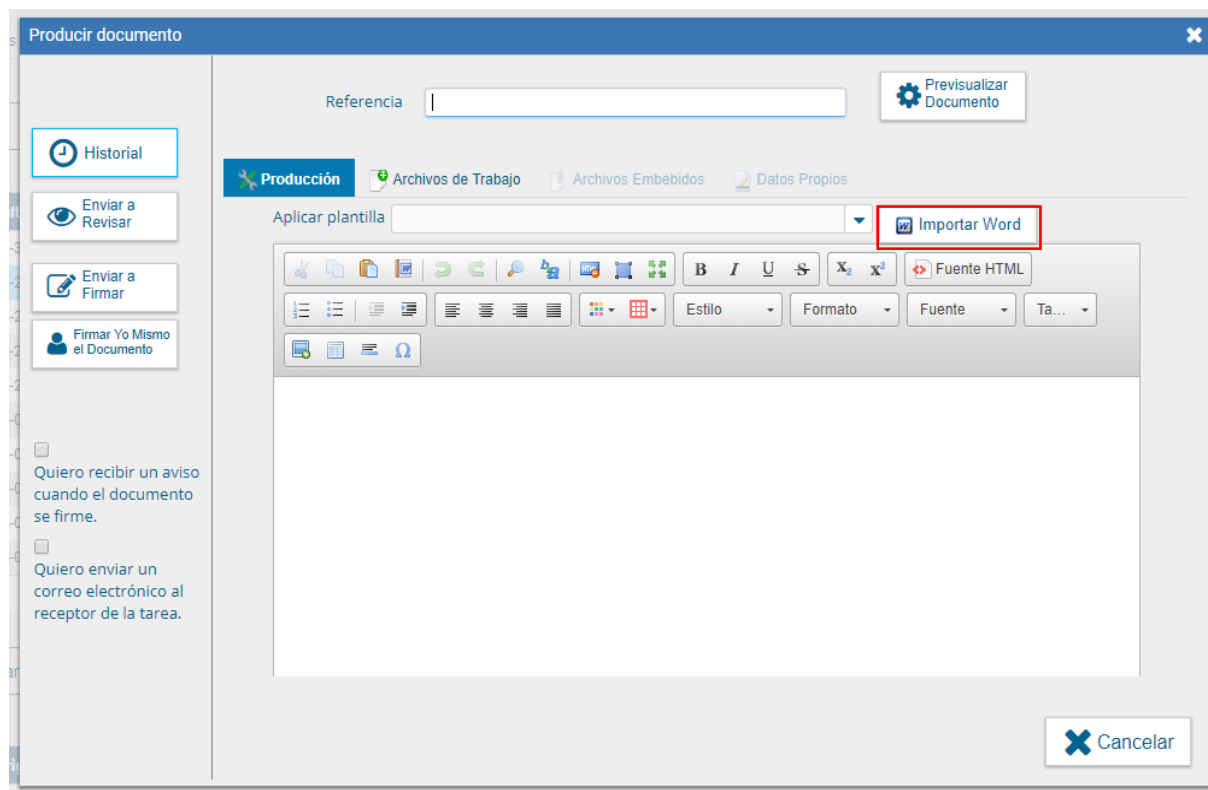 Producir documento
Referencia
Previsualizar
Documento
Historial
Enviar a
Revisar
Enviar a
Firmar
Firmar Yo Mismo
el Documento
Quiero recibir un aviso
cuando el documento
se firme.
Quiero enviar un
correo electrónico al
receptor de la tarea.
Producción Archivos de Trabajo Archivos Embebidos Datos Propios
Aplicar plantilla Importar Word
B I U S X₂ X² Fuente HTML
Estilo Formato Fuente Ta...
Ω
Cancelar